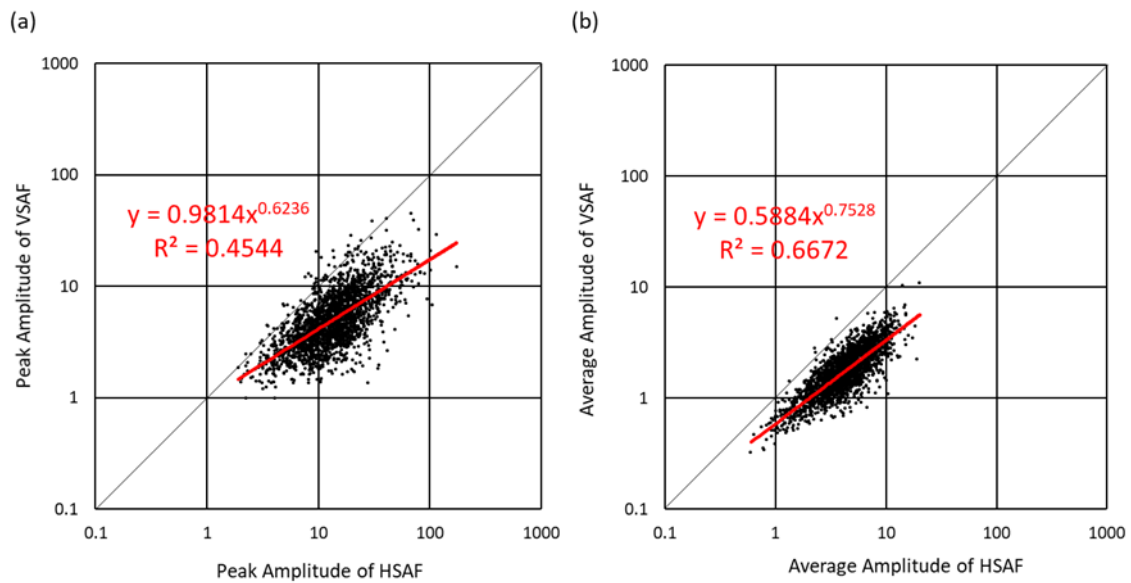 (a)
1000
100
10
1
0.1
0.1 1 10 100 1000
Peak Amplitude of VSAF
Peak Amplitude of HSAF
y = 0.9814x^0.6236
R² = 0.4544
(b)
1000
100
10
1
0.1
0.1 1 10 100 1000
Average Amplitude of VSAF
Average Amplitude of HSAF
y = 0.5884x^0.7528
R² = 0.6672